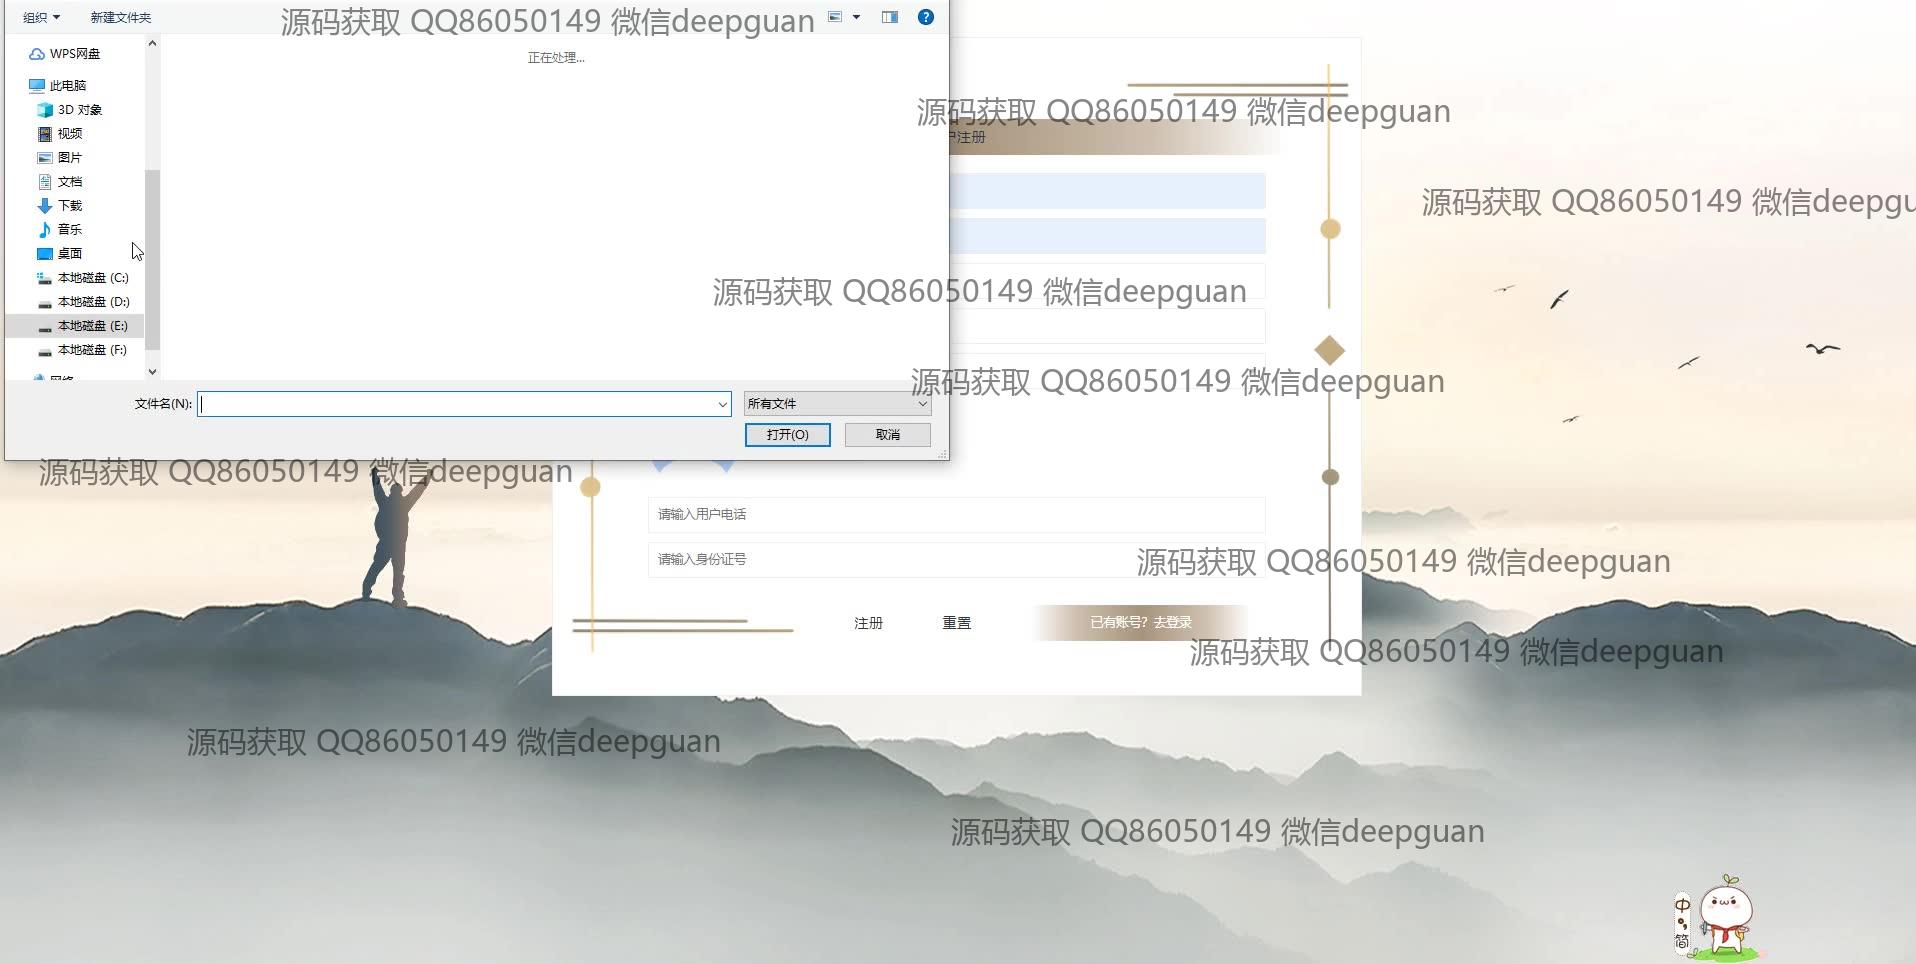 组织
新建文件夹
源码获取 QQ86050149 微信deepguan
WPS网盘
正在处理...
此电脑
3D 对象
视频
图片
文档
下载
音乐
桌面
本地磁盘 (C:)
本地磁盘 (D:)
本地磁盘 (E:)
本地磁盘 (F:)
文件名(N):
所有文件
打开(O)
取消
源码获取 QQ86050149 微信deepguan
户注册
源码获取 QQ86050149 微信deepgu
源码获取 QQ86050149 微信deepguan
源码获取 QQ86050149 微信deepguan
源码获取 QQ86050149 微信deepguan
请输入用户电话
请输入身份证号
源码获取 QQ86050149 微信deepguan
注册
重置
已有账号？去登录
源码获取 QQ86050149 微信deepguan
源码获取 QQ86050149 微信deepguan
源码获取 QQ86050149 微信deepguan
中
简